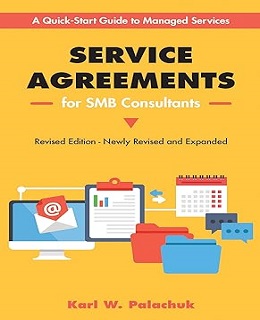 A Quick-Start Guide to Managed Services
SERVICE
AGREEMENTS
for SMB Consultants
Revised Edition - Newly Revised and Expanded
@
Karl W. Palachuk